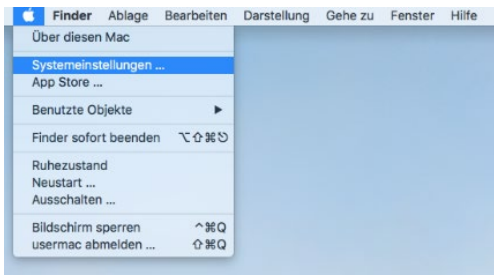 Finder Ablage Bearbeiten Darstellung Gehe zu Fenster Hilfe
Über diesen Mac
Systemeinstellungen ...
App Store ...
Benutzte Objekte ▶
Finder sofort beenden ⌥⇧⌘⎋
Ruhezustand
Neustart ...
Ausschalten ...
Bildschirm sperren ^⌘Q
usermac abmelden ... ⇧⌘Q